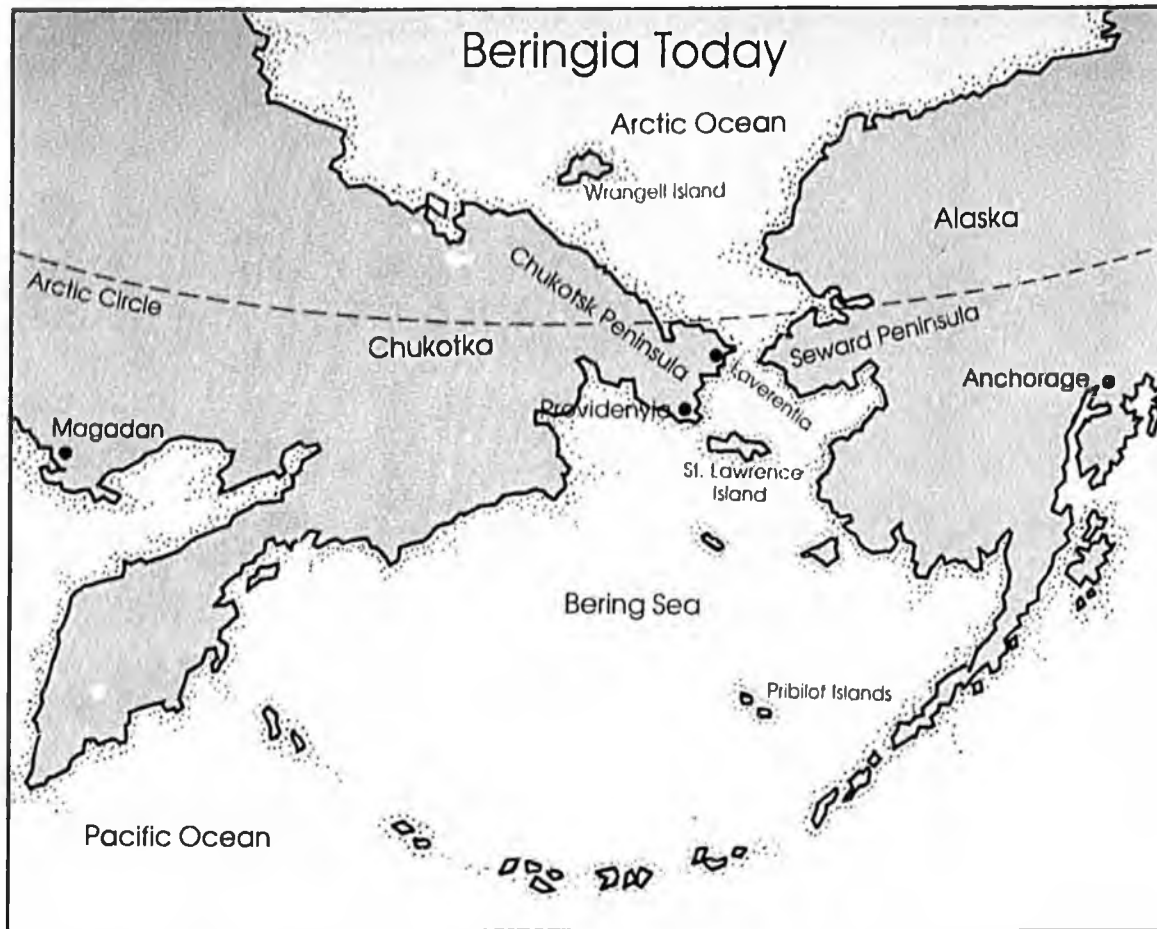 Beringia Today
Arctic Ocean
Wrangell Island
Alaska
Arctic Circle
Chukotsk Peninsula
Chukotka
Seward Peninsula
Laverentia
Anchorage
Providenyia
Magadan
St. Lawrence
Island
Bering Sea
Pribilof Islands
Pacific Ocean